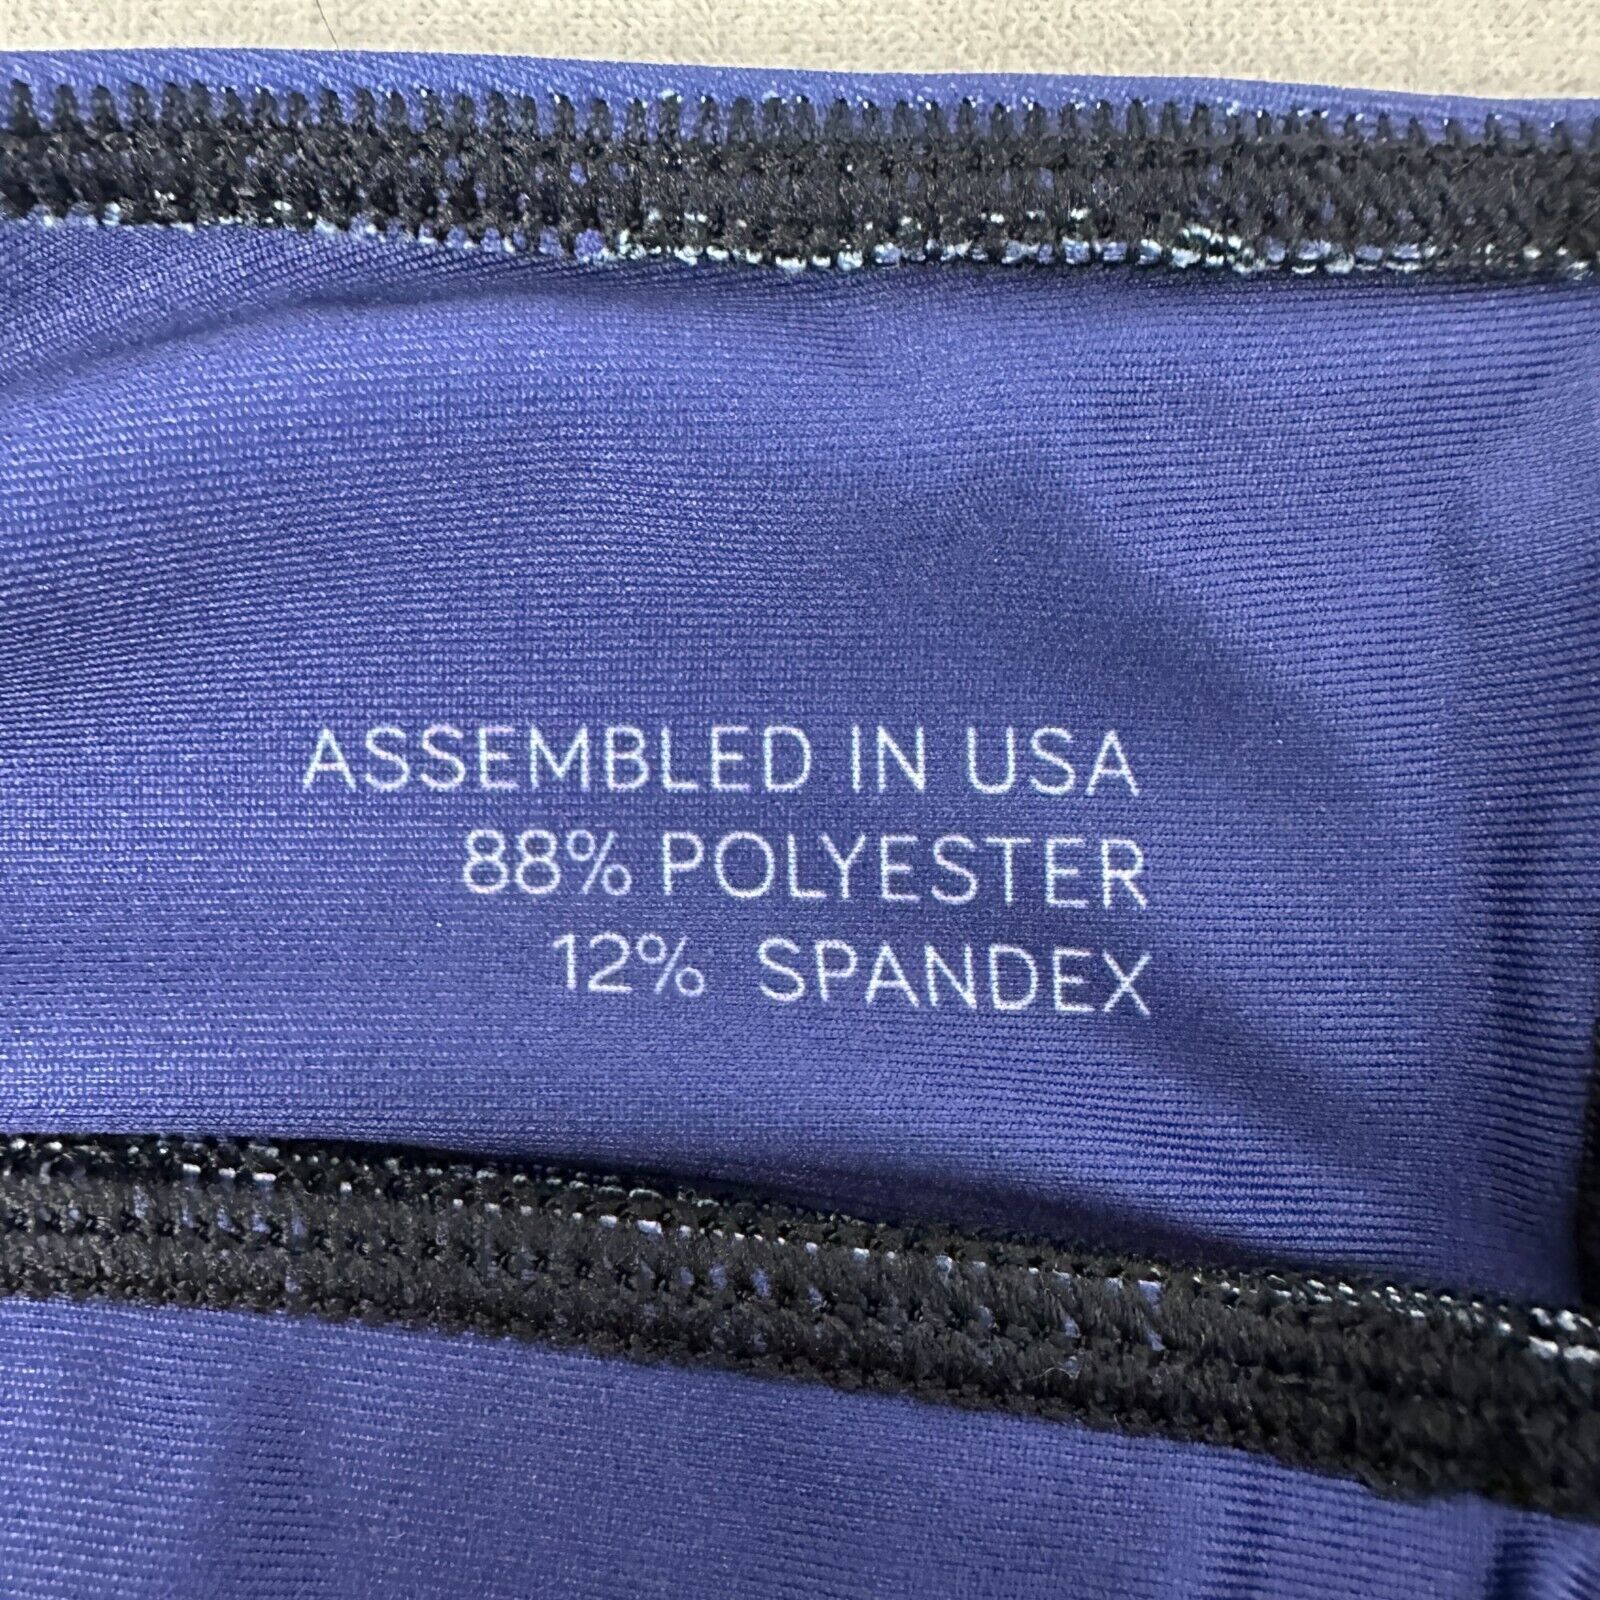 ASSEMBLED IN USA
88% POLYESTER
12% SPANDEX